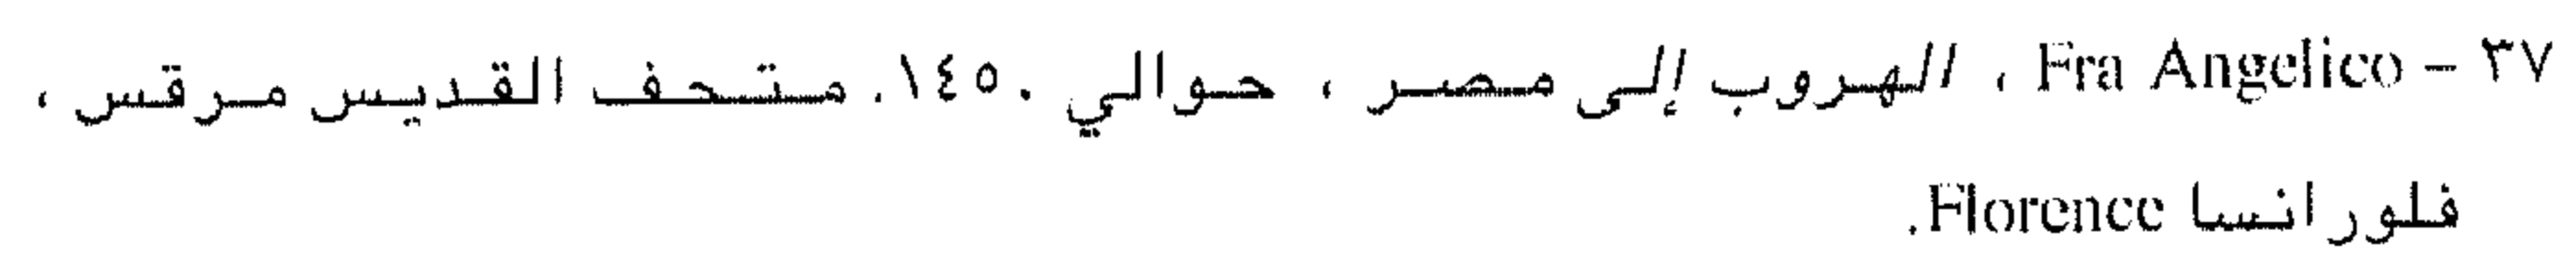 ٣٧ – Fra Angelico ، الهروب إلى مصر ، حوالي ١٤٥٠. متحف القديس مرقس ،
فلورانسا Florence.